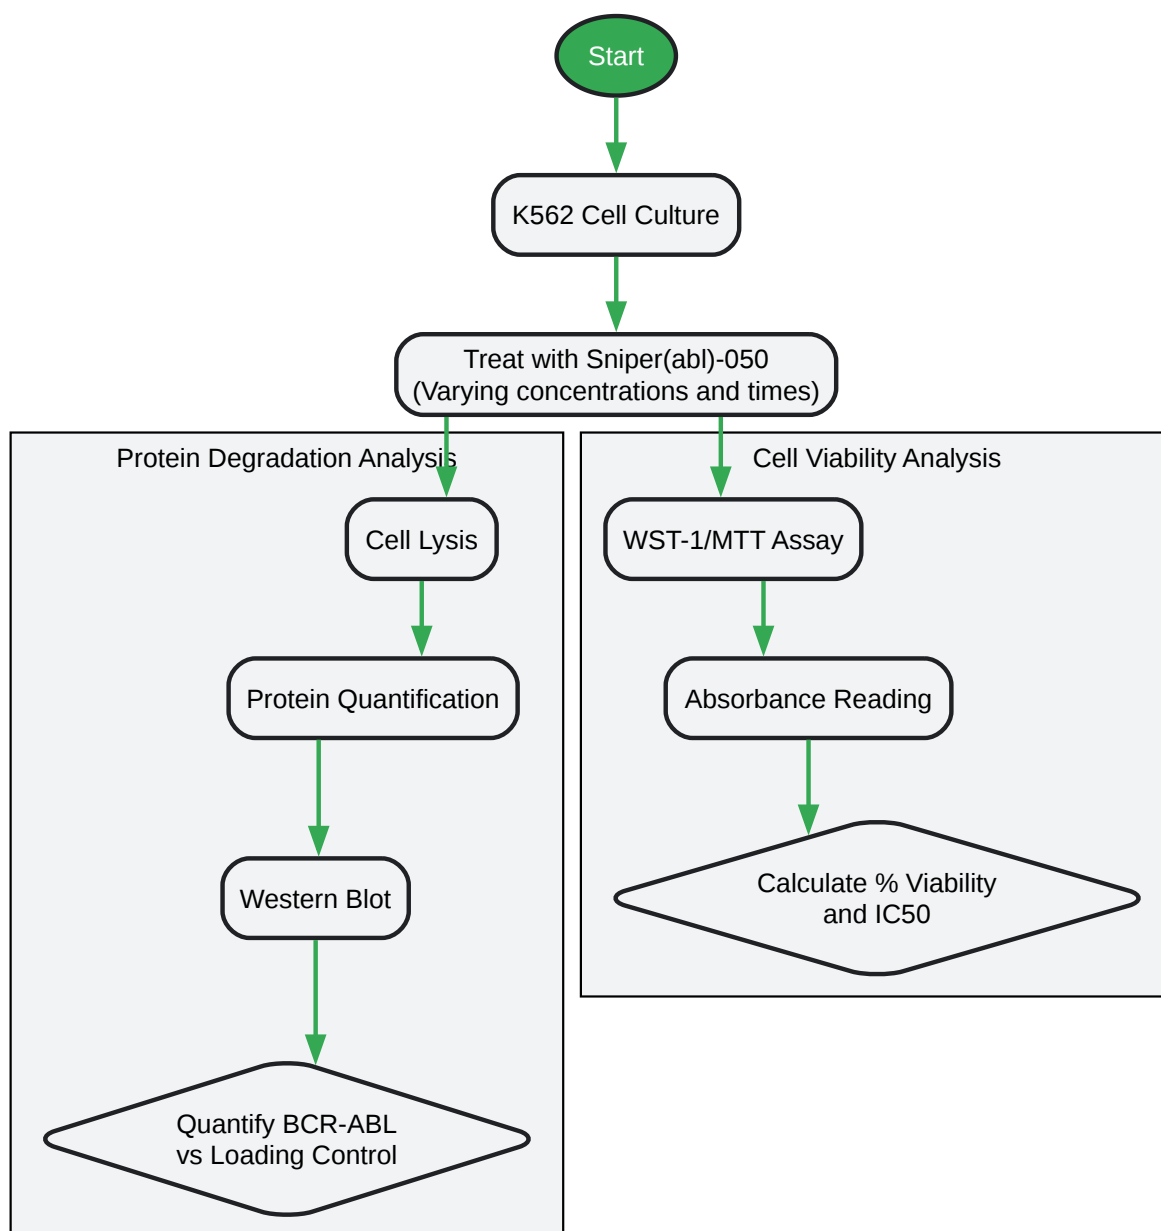 Start
K562 Cell Culture
Treat with Sniper(abl)-050
(Varying concentrations and times)
Protein Degradation Analysis
Cell Lysis
Protein Quantification
Western Blot
Quantify BCR-ABL
vs Loading Control
Cell Viability Analysis
WST-1/MTT Assay
Absorbance Reading
Calculate % Viability
and IC50